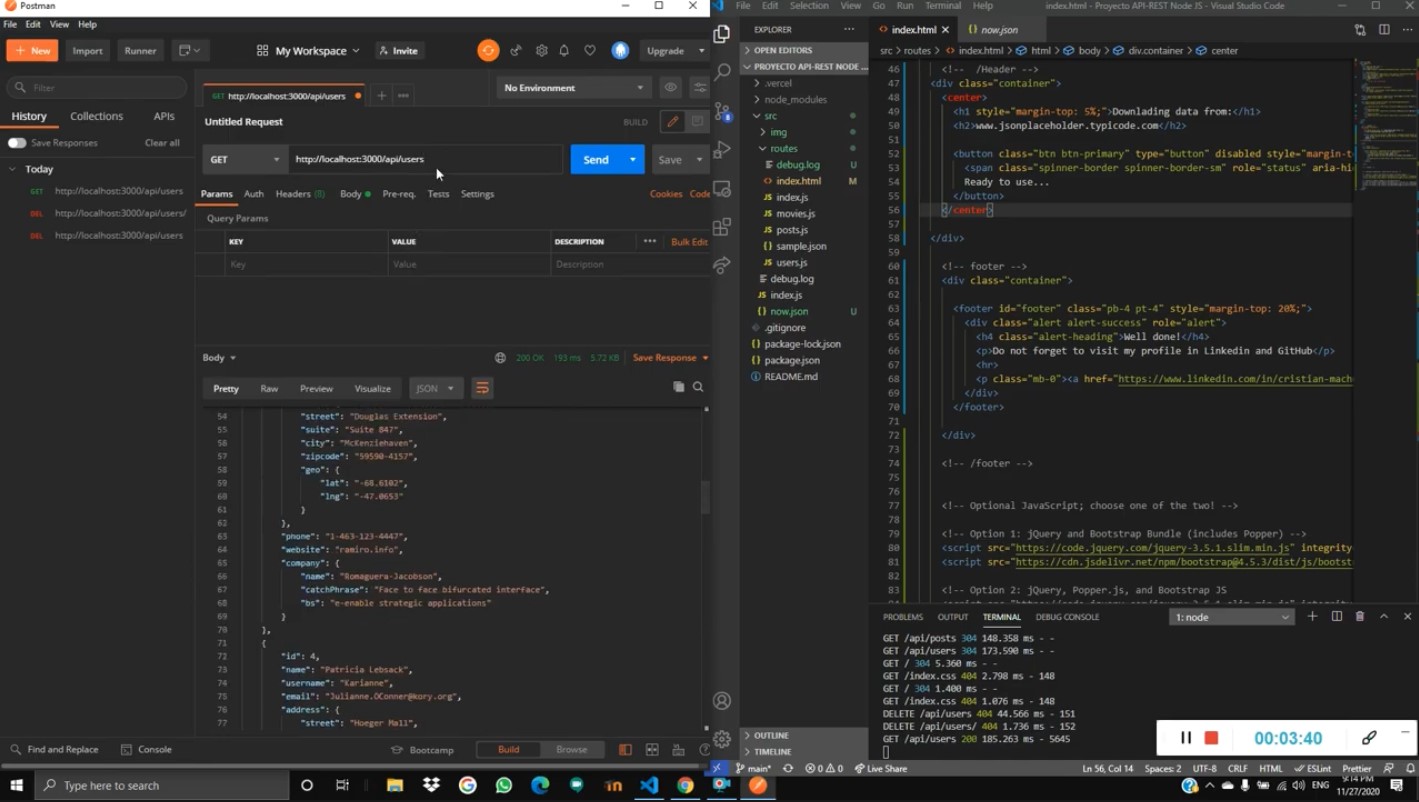 Postman
File Edit View Help
+ New Import Runner My Workspace Invite Upgrade
Filter
History Collections APIs
Save Responses Clear all
Today
GET http://localhost:3000/api/users
DEL http://localhost:3000/api/users/
DEL http://localhost:3000/api/users
GET http://localhost:3000/api/users + ••• No Environment
Untitled Request BUILD
GET http://localhost:3000/api/users Send Save
Params Auth Headers (8) Body Pre-req. Tests Settings Cookies Code
Query Params
KEY VALUE DESCRIPTION ••• Bulk Edit
Key Value Description
Body 200 OK 193 ms 5.72 KB Save Response
Pretty Raw Preview Visualize JSON
54 "street": "Douglas Extension",
55 "suite": "Suite 847",
56 "city": "McKenziehaven",
57 "zipcode": "59590-4157",
58 "geo": {
59 "lat": "-68.6102",
60 "lng": "-47.0653"
61 }
62 },
63 "phone": "1-463-123-4447",
64 "website": "ramiro.info",
65 "company": {
66 "name": "Romaguera-Jacobson",
67 "catchPhrase": "Face to face bifurcated interface",
68 "bs": "e-enable strategic applications"
69 }
70 },
71 {
72 "id": 4,
73 "name": "Patricia Lebsack",
74 "username": "Karianne",
75 "email": "Julianne.OConner@kory.org",
76 "address": {
77 "street": "Hoeger Mall",
Find and Replace Console Bootcamp Build Browse
File Edit Selection View Go Run Terminal Help index.html - Proyecto API-REST Node JS - Visual Studio Code
EXPLORER
OPEN EDITORS
PROYECTO API-REST NODE ...
.vercel
node_modules
src
img
routes
debug.log U
index.html M
JS index.js
JS movies.js
JS posts.js
{} sample.json
JS users.js
debug.log
JS index.js
{} now.json U
.gitignore
{} package-lock.json
{} package.json
README.md
OUTLINE
TIMELINE
index.html now.json
src > routes > index.html > html > body > div.container > center
46 <!-- /Header -->
47 <div class="container">
48 <center>
49 <h1 style="margin-top: 5%;">Downlading data from:</h1>
50 <h2>www.jsonplaceholder.typicode.com</h2>
51
52 <button class="btn btn-primary" type="button" disabled style="margin-t
53 <span class="spinner-border spinner-border-sm" role="status" aria-hi
54 Ready to use...
55 </button>
56 </center>
57
58 </div>
59
60 <!-- footer -->
61 <div class="container">
62
63 <footer id="footer" class="pb-4 pt-4" style="margin-top: 20%;">
64 <div class="alert alert-success" role="alert">
65 <h4 class="alert-heading">Well done!</h4>
66 <p>Do not forget to visit my profile in Linkedin and GitHub</p>
67 <hr>
68 <p class="mb-0"><a href="https://www.linkedin.com/in/cristian-mach
69 </div>
70 </footer>
71
72 </div>
73
74 <!-- /footer -->
75
76
77 <!-- Optional JavaScript; choose one of the two! -->
78
79 <!-- Option 1: jQuery and Bootstrap Bundle (includes Popper) -->
80 <script src="https://code.jquery.com/jquery-3.5.1.slim.min.js" integrity
81 <script src="https://cdn.jsdelivr.net/npm/bootstrap@4.5.3/dist/js/bootst
82
83 <!-- Option 2: jQuery, Popper.js, and Bootstrap JS
PROBLEMS OUTPUT TERMINAL DEBUG CONSOLE 1: node
GET /api/posts 304 148.358 ms - -
GET /api/users 304 173.590 ms - -
GET / 304 5.360 ms - -
GET /index.css 404 2.798 ms - 148
GET / 304 1.400 ms - -
GET /index.css 404 1.076 ms - 148
DELETE /api/users 404 44.566 ms - 151
DELETE /api/users/ 404 1.736 ms - 152
GET /api/users 200 185.263 ms - 5645
00:03:40
main* 0 0 Live Share Ln 56, Col 14 Spaces: 2 UTF-8 CRLF HTML ESLint Prettier
Type here to search ENG 9:14 PM
11/27/2020